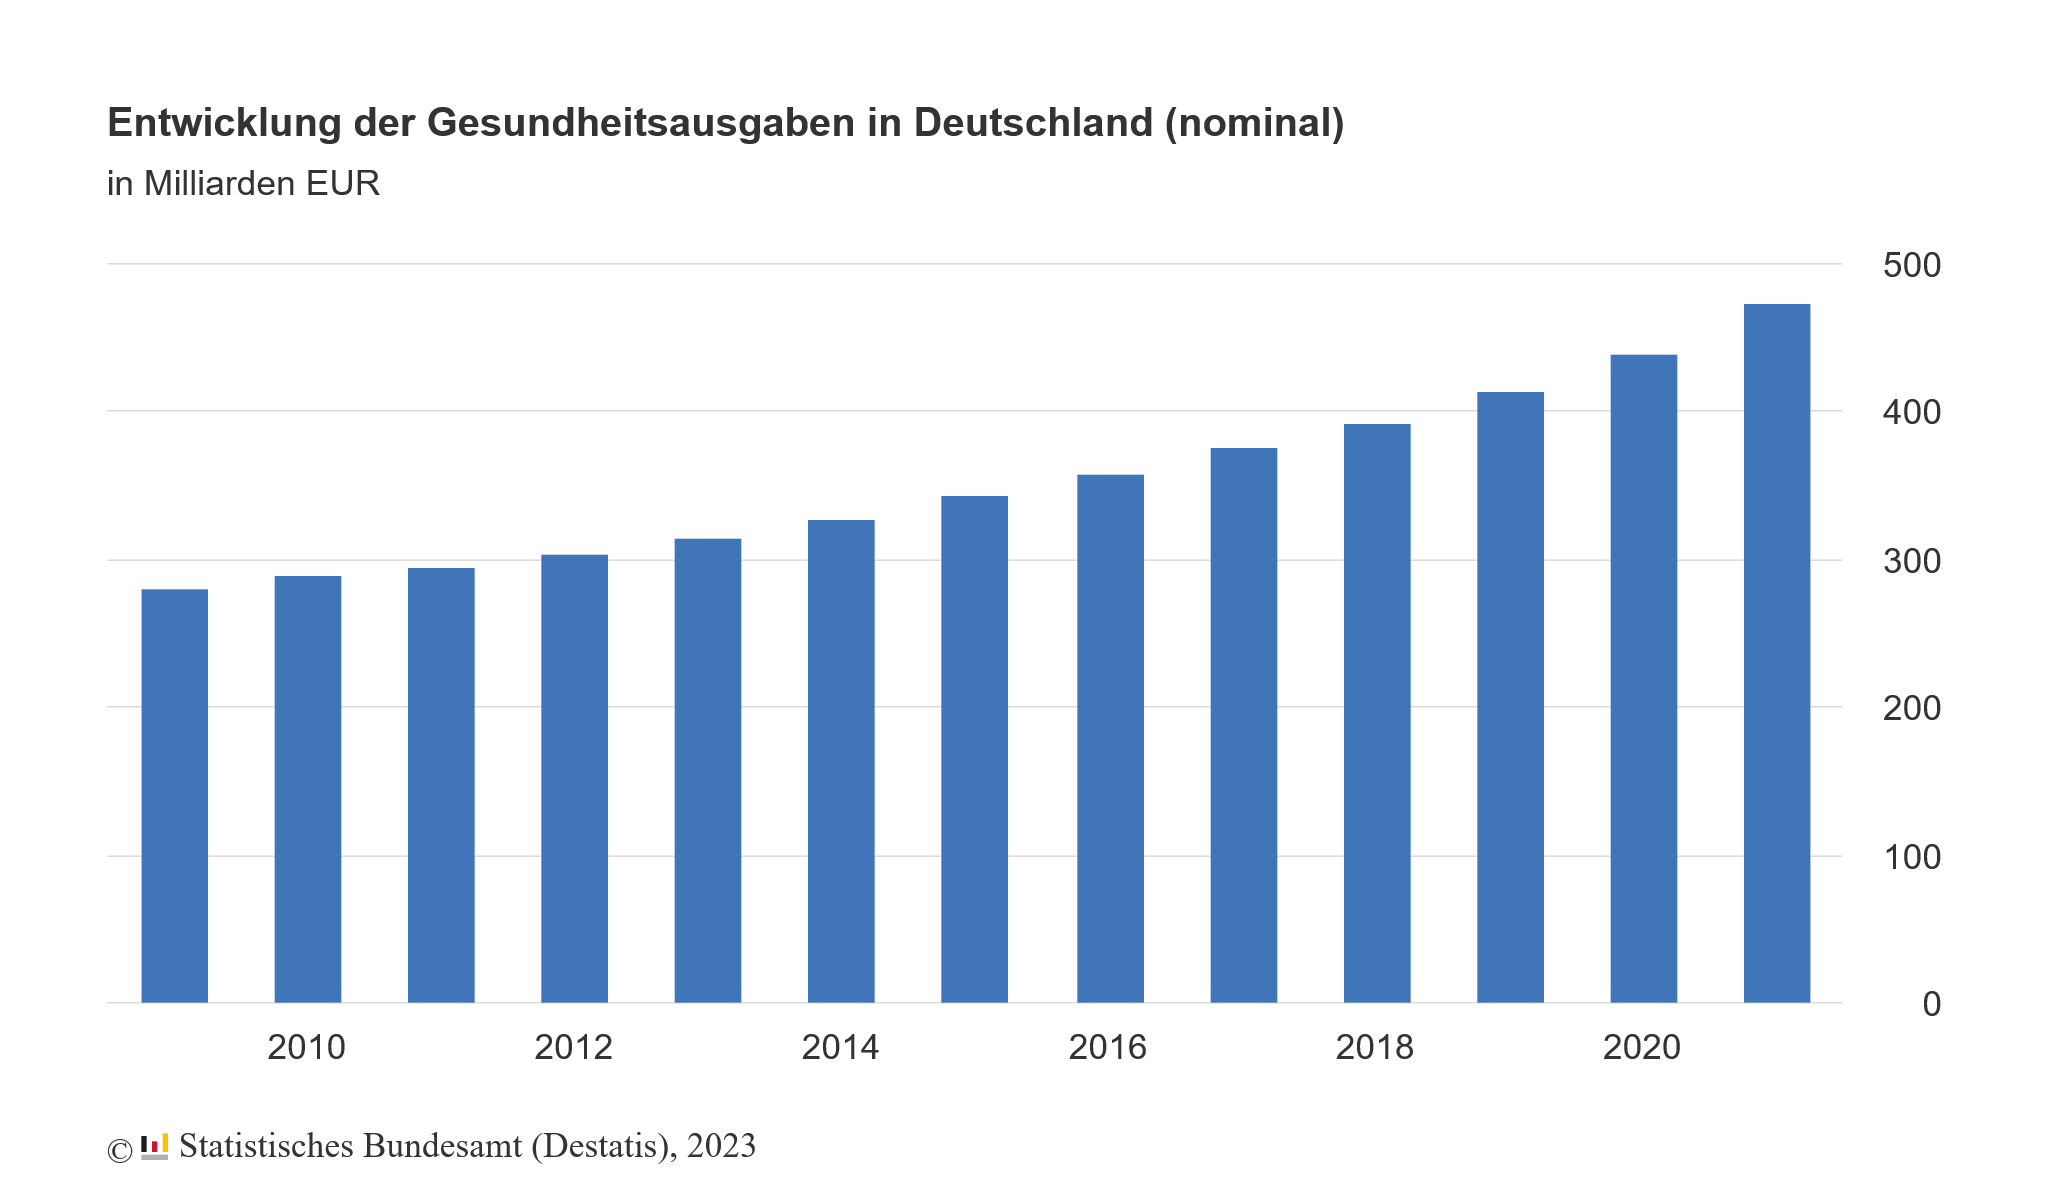 Entwicklung der Gesundheitsausgaben in Deutschland (nominal)
in Milliarden EUR
500
400
300
200
100
0
2010 2012 2014 2016 2018 2020
© Statistisches Bundesamt (Destatis), 2023